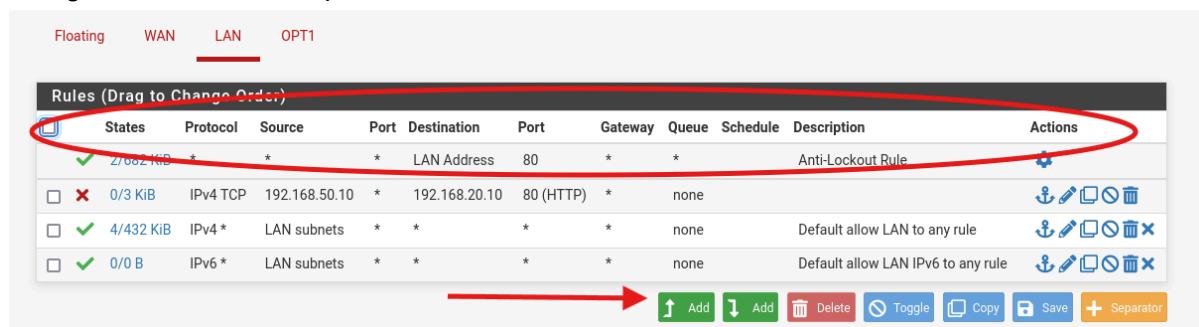 Floating WAN LAN OPT1
Rules (Drag to Change Order)
States Protocol Source Port Destination Port Gateway Queue Schedule Description Actions
2/682 KiB * * * LAN Address 80 * * Anti-Lockout Rule
0/3 KiB IPv4 TCP 192.168.50.10 * 192.168.20.10 80 (HTTP) * none
4/432 KiB IPv4 * LAN subnets * * * * none Default allow LAN to any rule
0/0 B IPv6 * LAN subnets * * * * none Default allow LAN IPv6 to any rule
Add Add Delete Toggle Copy Save Separator